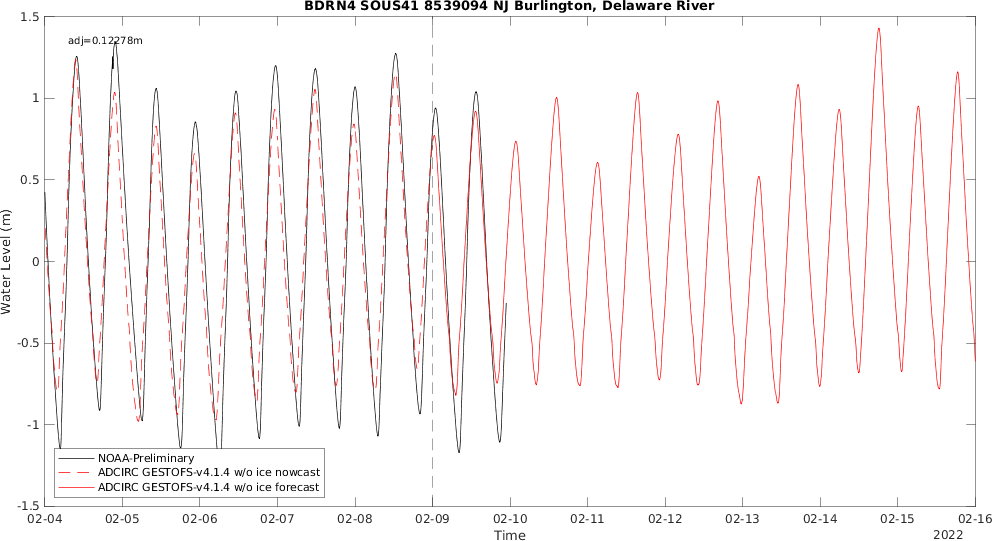 BDRN4 SOUS41 8539094 NJ Burlington, Delaware River
1.5
adj=0.12278m
1
0.5
0
-0.5
-1
-1.5
Water Level (m)
NOAA-Preliminary
ADCIRC GESTOFS-v4.1.4 w/o ice nowcast
ADCIRC GESTOFS-v4.1.4 w/o ice forecast
02-04 02-05 02-06 02-07 02-08 02-09 02-10 02-11 02-12 02-13 02-14 02-15 02-16
Time
2022